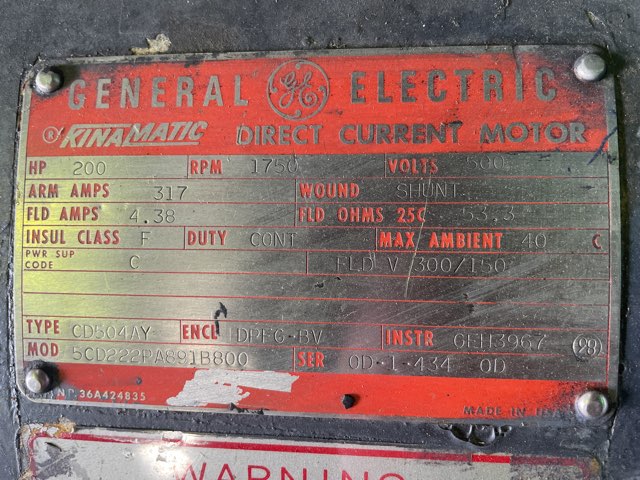 GENERAL GE ELECTRIC
® KINAMATIC DIRECT CURRENT MOTOR
HP 200 RPM 1750 VOLTS 500
ARM AMPS 317 WOUND SHUNT
FLD AMPS 4.38 FLD OHMS 25C 53.3
INSUL CLASS F DUTY CONT MAX AMBIENT 40 C
PWR SUP
CODE C FLD V 300/150
TYPE CD504AY ENCL DPFG-BV INSTR GEH3967 (29)
MOD 5CD222PA891B800 SER OD-1-434 OD
NP 36A424835 MADE IN
WARNING